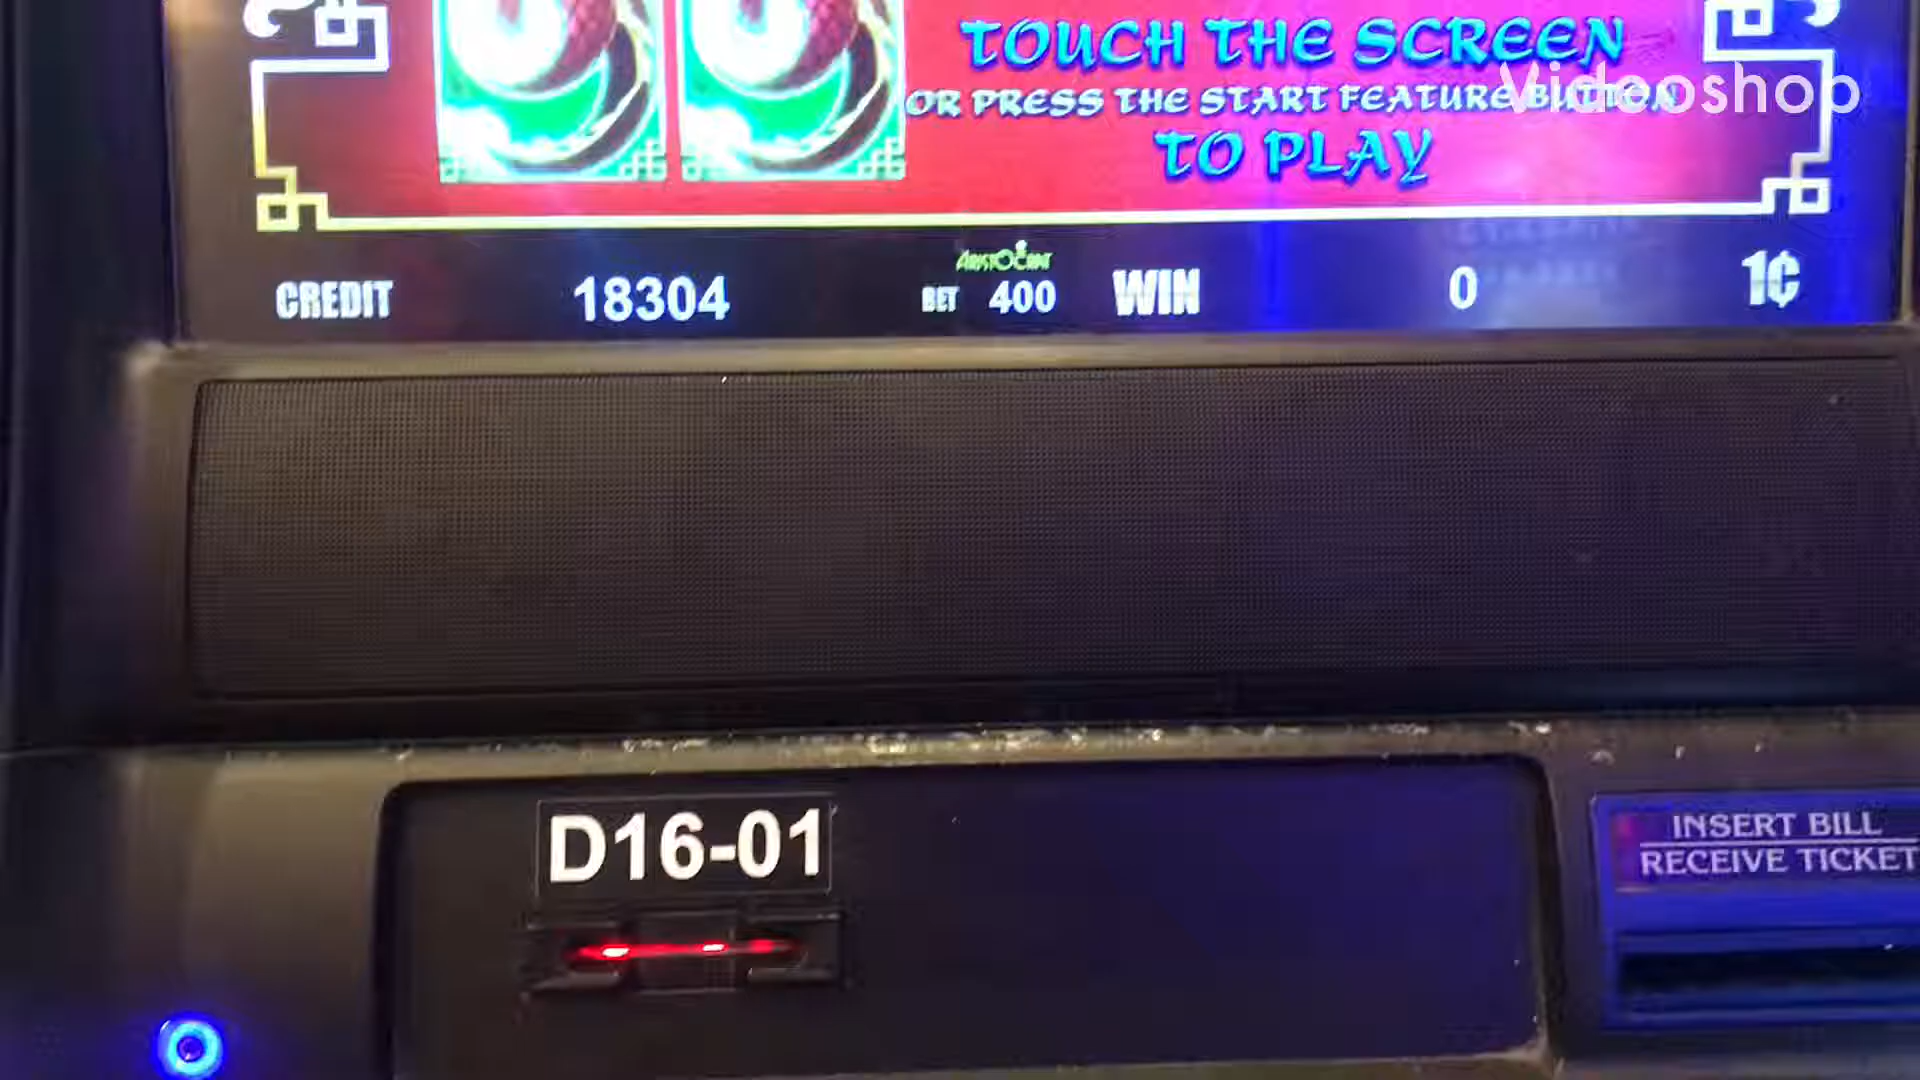 TOUCH THE SCREEN
OR PRESS THE START FEATURE BUTTON
Videoshop
TO PLAY
ARISTOCRAT
CREDIT 18304 BET 400 WIN 0 1¢
D16-01
INSERT BILL
RECEIVE TICKET